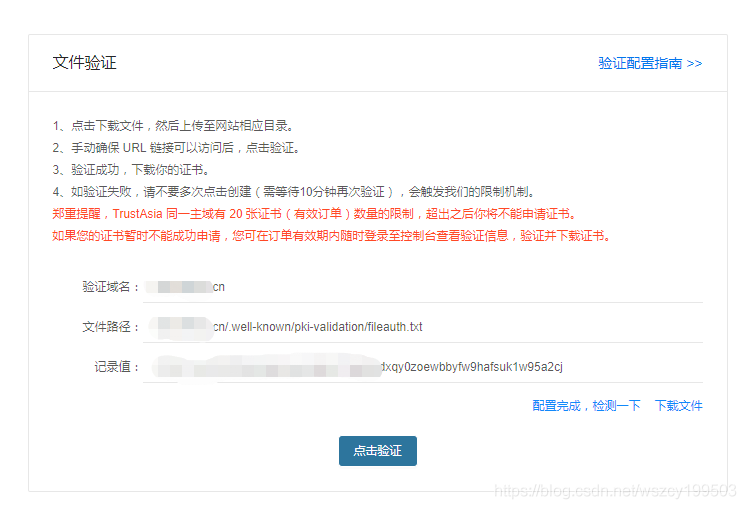 文件验证
验证配置指南 >>
1、点击下载文件，然后上传至网站相应目录。
2、手动确保 URL 链接可以访问后，点击验证。
3、验证成功，下载你的证书。
4、如验证失败，请不要多次点击创建（需等待10分钟再次验证），会触发我们的限制机制。
郑重提醒，TrustAsia 同一主域有 20 张证书（有效订单）数量的限制，超出之后你将不能申请证书。
如果您的证书暂时不能成功申请，您可在订单有效期内随时登录至控制台查看验证信息，验证并下载证书。
验证域名：cn
文件路径：cn/.well-known/pki-validation/fileauth.txt
记录值：dxqy0zoewbbyfw9hafsuk1w95a2cj
配置完成，检测一下 下载文件
点击验证
https://blog.csdn.net/wszcy199503